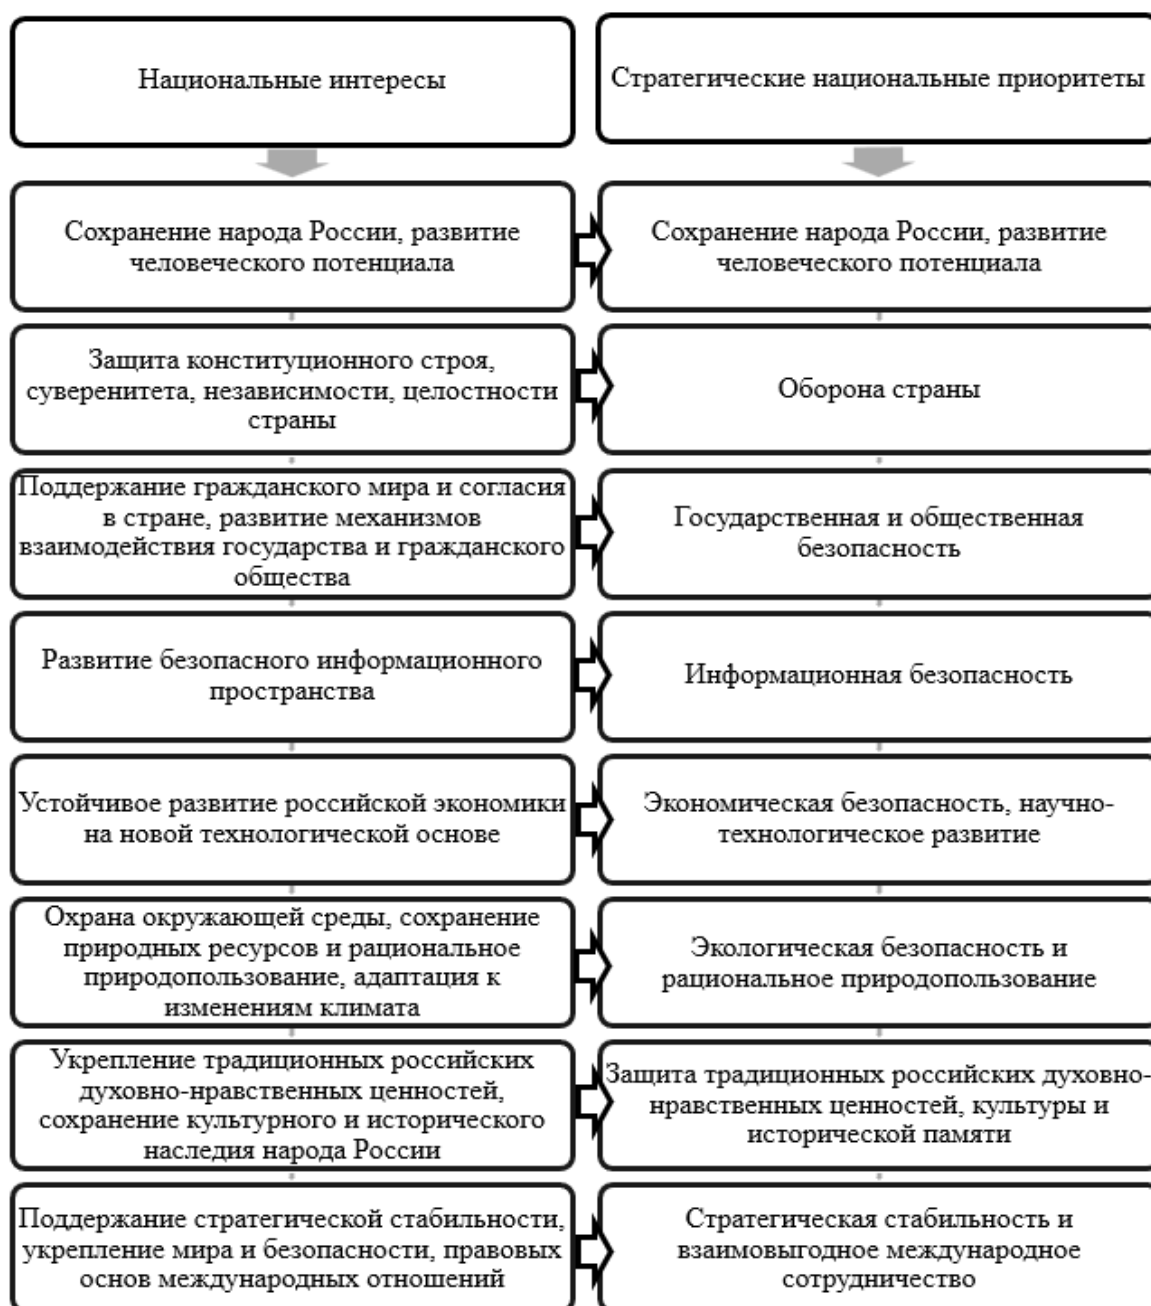 Национальные интересы
Стратегические национальные приоритеты
Сохранение народа России, развитие
человеческого потенциала
Сохранение народа России, развитие
человеческого потенциала
Защита конституционного строя,
суверенитета, независимости, целостности
страны
Оборона страны
Поддержание гражданского мира и согласия
в стране, развитие механизмов
взаимодействия государства и гражданского
общества
Государственная и общественная
безопасность
Развитие безопасного информационного
пространства
Информационная безопасность
Устойчивое развитие российской экономики
на новой технологической основе
Экономическая безопасность, научно-
технологическое развитие
Охрана окружающей среды, сохранение
природных ресурсов и рациональное
природопользование, адаптация к
изменениям климата
Экологическая безопасность и
рациональное природопользование
Укрепление традиционных российских
духовно-нравственных ценностей,
сохранение культурного и исторического
наследия народа России
Защита традиционных российских духовно-
нравственных ценностей, культуры и
исторической памяти
Поддержание стратегической стабильности,
укрепление мира и безопасности, правовых
основ международных отношений
Стратегическая стабильность и
взаимовыгодное международное
сотрудничество